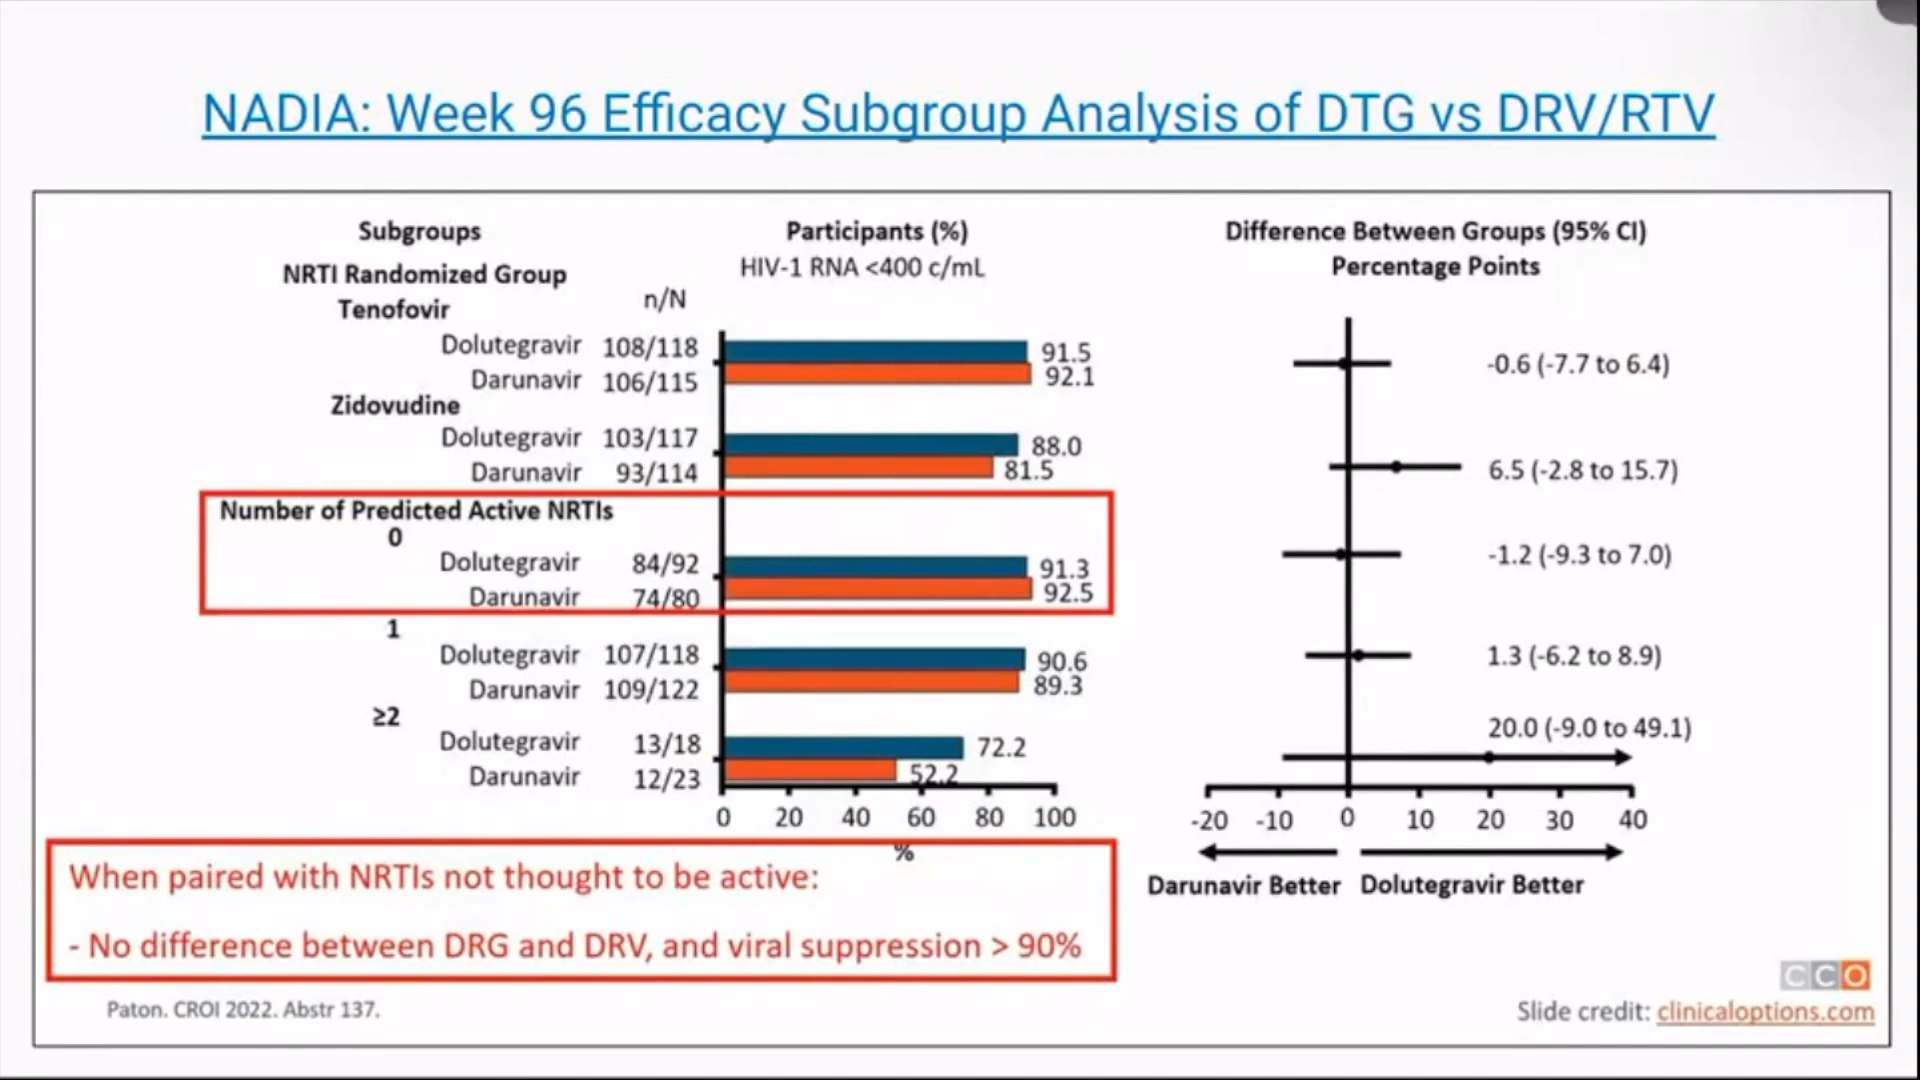 NADIA: Week 96 Efficacy Subgroup Analysis of DTG vs DRV/RTV
Subgroups
Participants (%)
Difference Between Groups (95% CI)
NRTI Randomized Group
HIV-1 RNA <400 c/mL
Percentage Points
Tenofovir
n/N
Dolutegravir 108/118 91.5
Darunavir 106/115 92.1
-0.6 (-7.7 to 6.4)
Zidovudine
Dolutegravir 103/117 88.0
Darunavir 93/114 81.5
6.5 (-2.8 to 15.7)
Number of Predicted Active NRTIs
0
Dolutegravir 84/92 91.3
Darunavir 74/80 92.5
-1.2 (-9.3 to 7.0)
1
Dolutegravir 107/118 90.6
Darunavir 109/122 89.3
1.3 (-6.2 to 8.9)
≥2
Dolutegravir 13/18 72.2
Darunavir 12/23 52.2
20.0 (-9.0 to 49.1)
0 20 40 60 80 100
%
-20 -10 0 10 20 30 40
Darunavir Better Dolutegravir Better
When paired with NRTIs not thought to be active:
- No difference between DRG and DRV, and viral suppression > 90%
Paton. CROI 2022. Abstr 137.
CCO
Slide credit: clinicaloptions.com